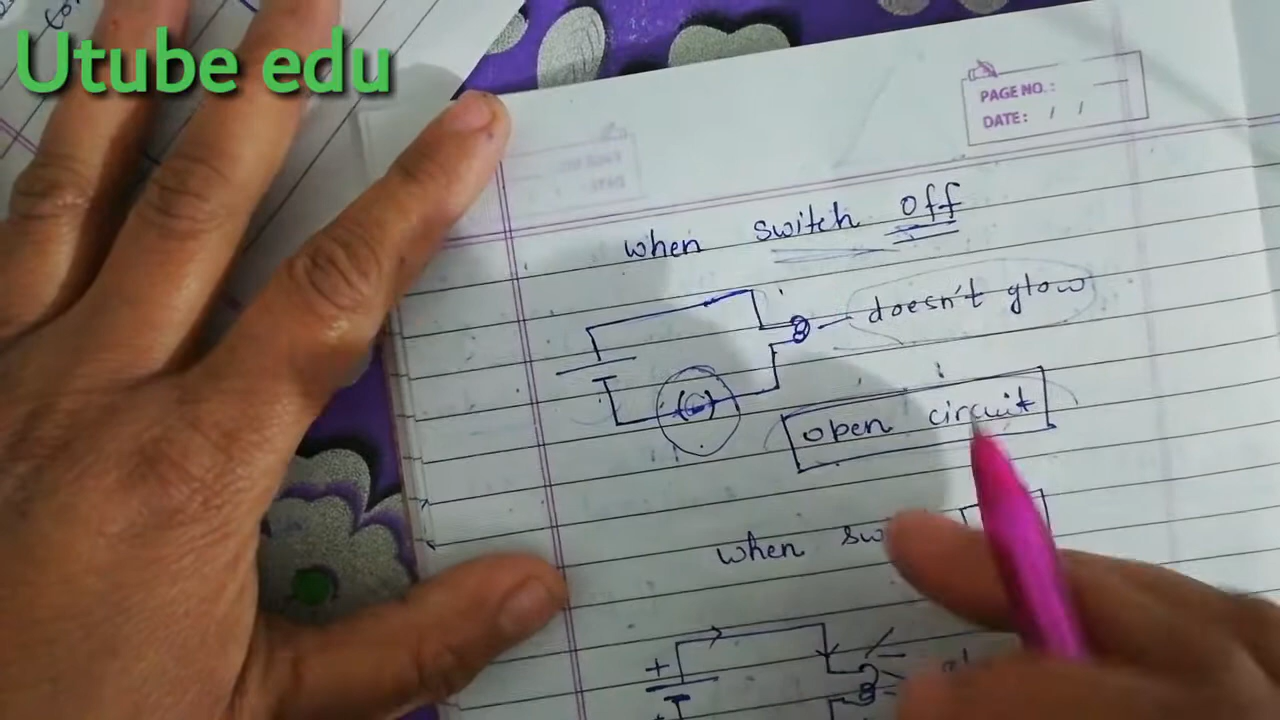 Utube edu
PAGE NO.:
DATE: / /
when switch off
doesn't glow
open circuit
when
+